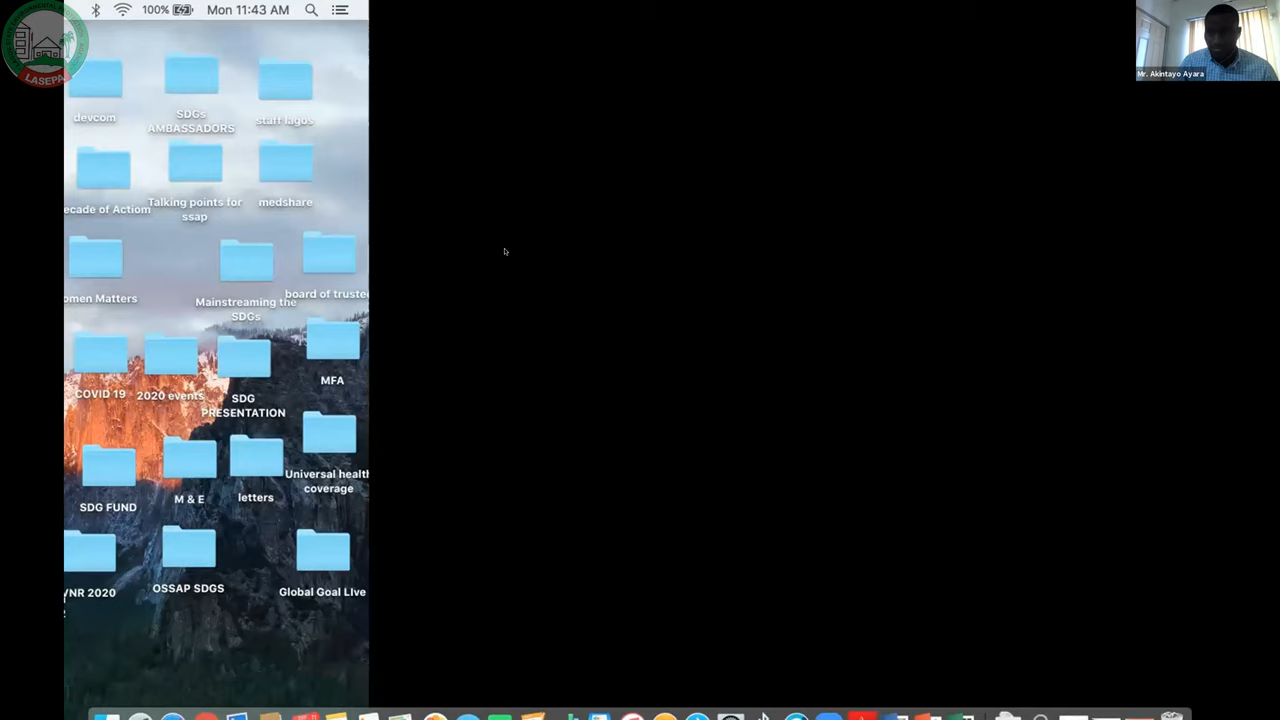 100%
Mon 11:43 AM
LASEPA
Mr. Akintayo Ayara
devcom
SDGs
AMBASSADORS
staff lagos
ecade of Action
Talking points for
ssap
medshare
omen Matters
Mainstreaming the
SDGs
board of truste
COVID 19
2020 events
SDG
PRESENTATION
MFA
SDG FUND
M & E
letters
Universal health
coverage
VNR 2020
OSSAP SDGS
Global Goal LIve